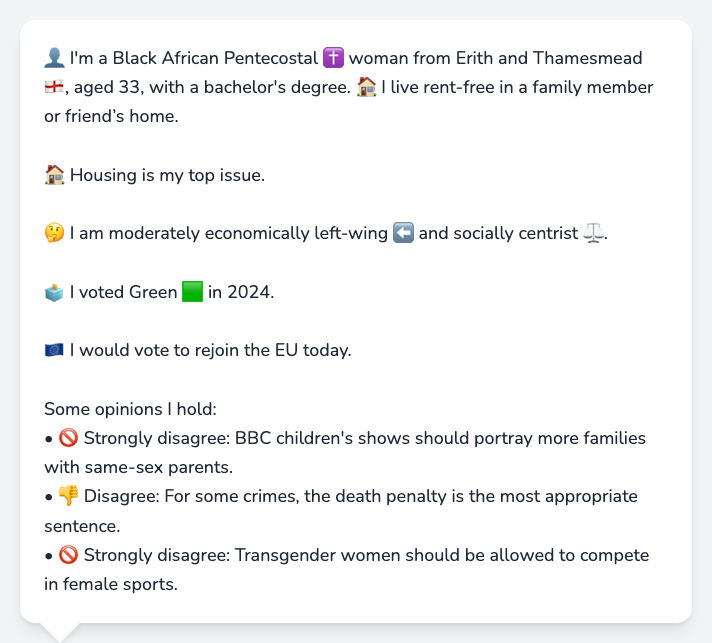 👤 I'm a Black African Pentecostal ✝️ woman from Erith and Thamesmead
🏴󠁧󠁢󠁥󠁮󠁧󠁿, aged 33, with a bachelor's degree. 🏠 I live rent-free in a family member
or friend’s home.
🏠 Housing is my top issue.
🤔 I am moderately economically left-wing ⬅️ and socially centrist ⚖️.
🗳️ I voted Green 🟩 in 2024.
🇪🇺 I would vote to rejoin the EU today.
Some opinions I hold:
• 🚫 Strongly disagree: BBC children's shows should portray more families
with same-sex parents.
• 👎 Disagree: For some crimes, the death penalty is the most appropriate
sentence.
• 🚫 Strongly disagree: Transgender women should be allowed to compete
in female sports.